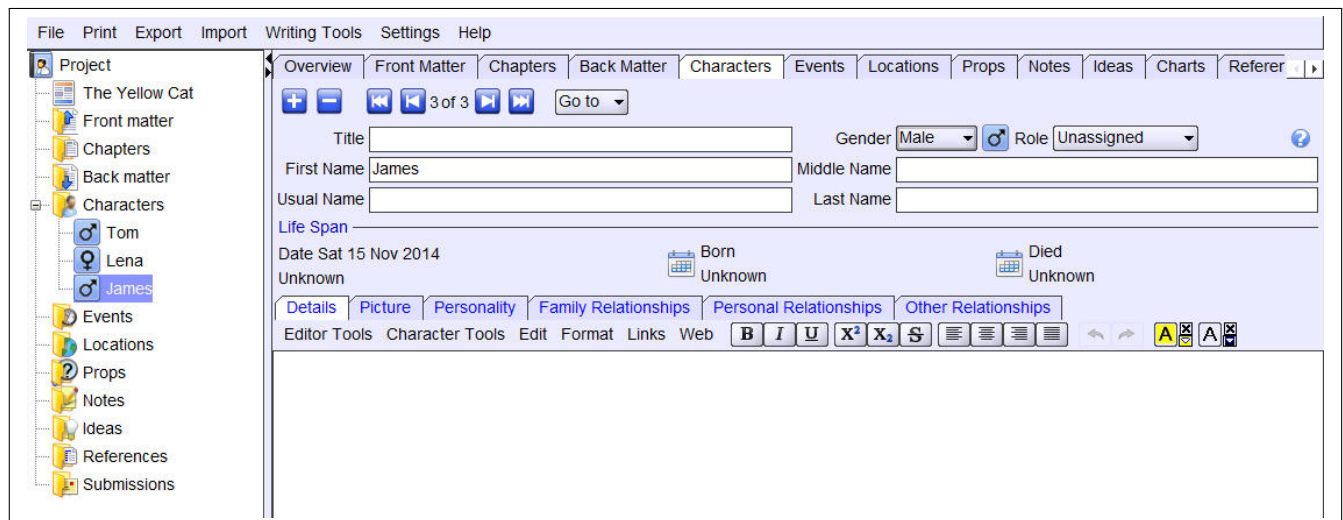 File Print Export Import Writing Tools Settings Help
Project
The Yellow Cat
Front matter
Chapters
Back matter
Characters
Tom
Lena
James
Events
Locations
Props
Notes
Ideas
References
Submissions
Overview Front Matter Chapters Back Matter Characters Events Locations Props Notes Ideas Charts Referen
3 of 3 Go to
Title Gender Male Role Unassigned ?
First Name James Middle Name
Usual Name Last Name
Life Span
Date Sat 15 Nov 2014 Born Died
Unknown Unknown Unknown
Details Picture Personality Family Relationships Personal Relationships Other Relationships
Editor Tools Character Tools Edit Format Links Web B I U X² X₂ S A A